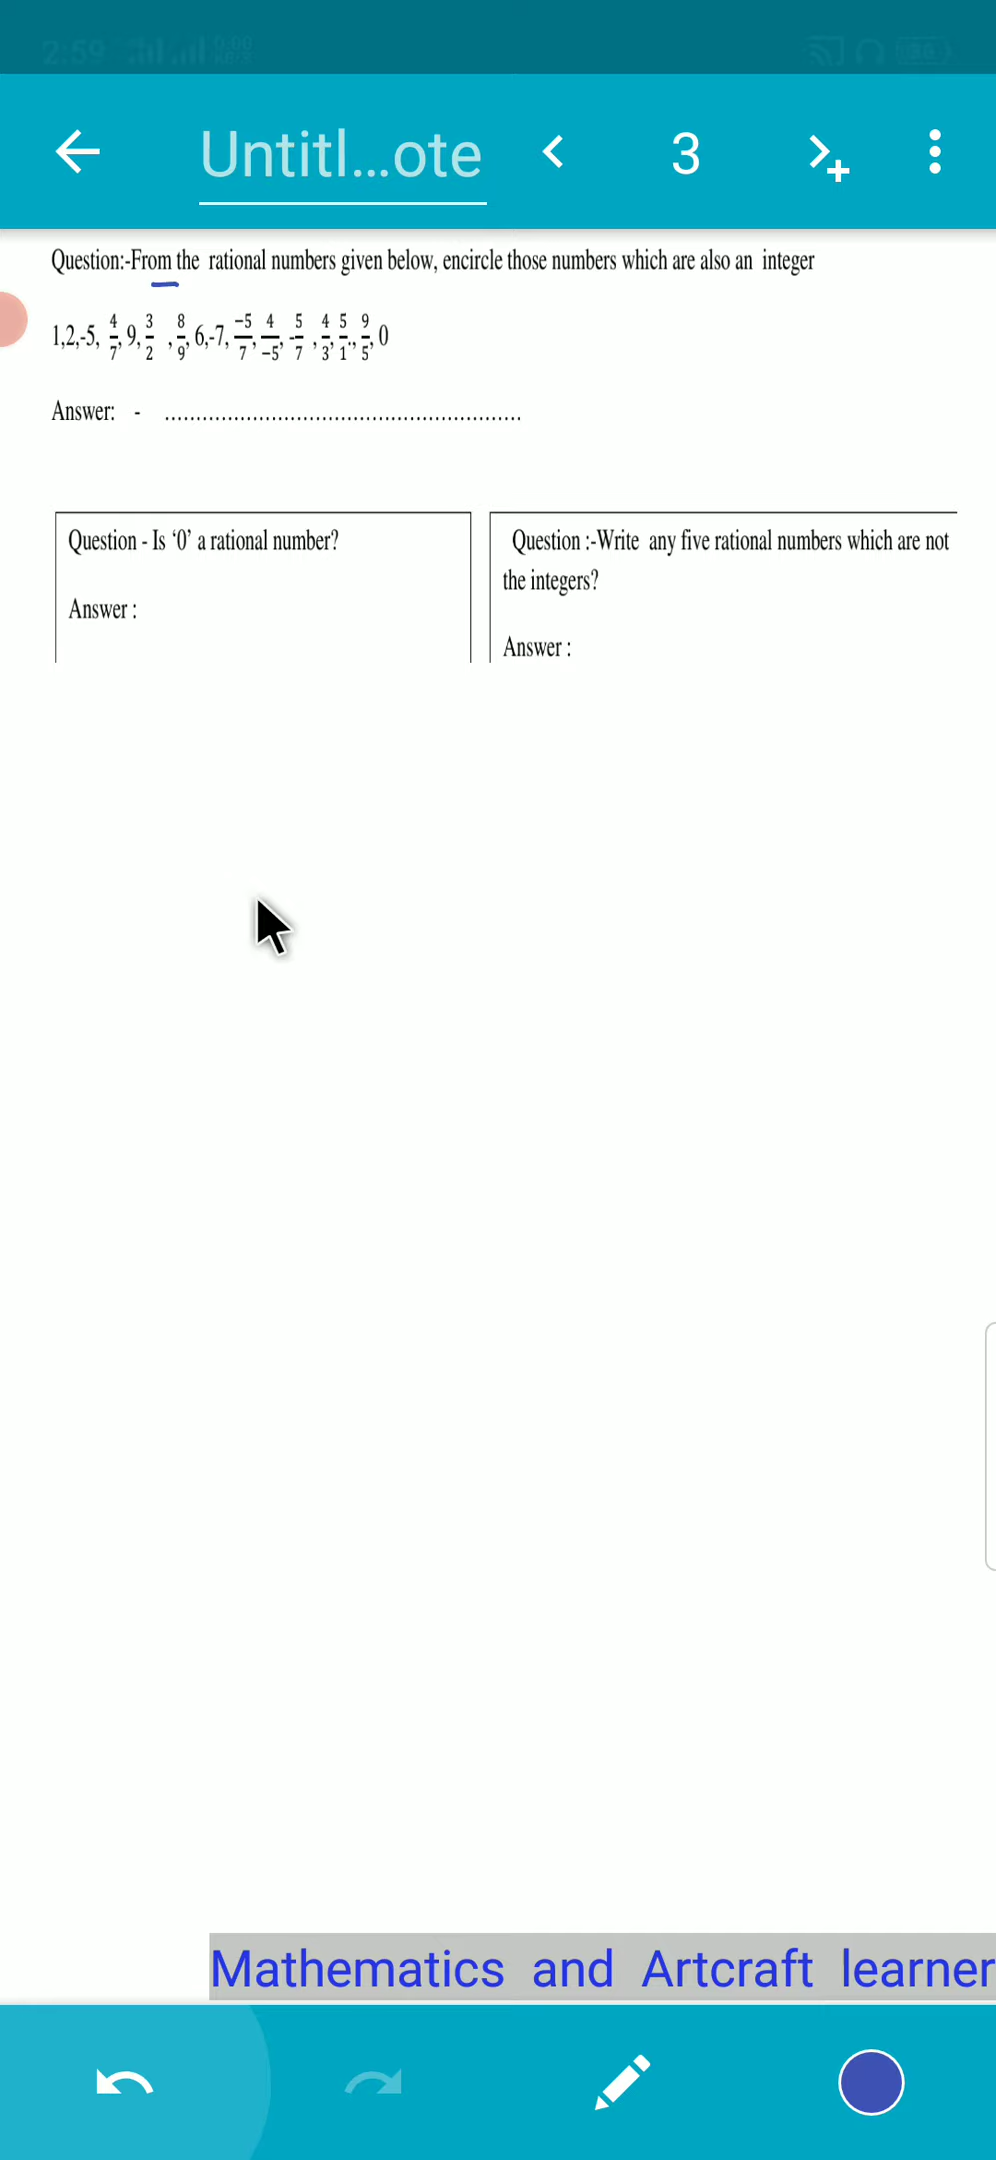 2:59
Untitl...ote
3
Question:-From the rational numbers given below, encircle those numbers which are also an integer
1,2,-5, 4/7, 9, 3/2 , 8/9, 6,-7, −5/7, 4/−5, -5/7 , 4/3, 5/1., 9/5, 0
Answer: - ..........................................................
Question - Is ‘0’ a rational number?
Answer :
Question :-Write any five rational numbers which are not
the integers?
Answer :
Mathematics and Artcraft learner